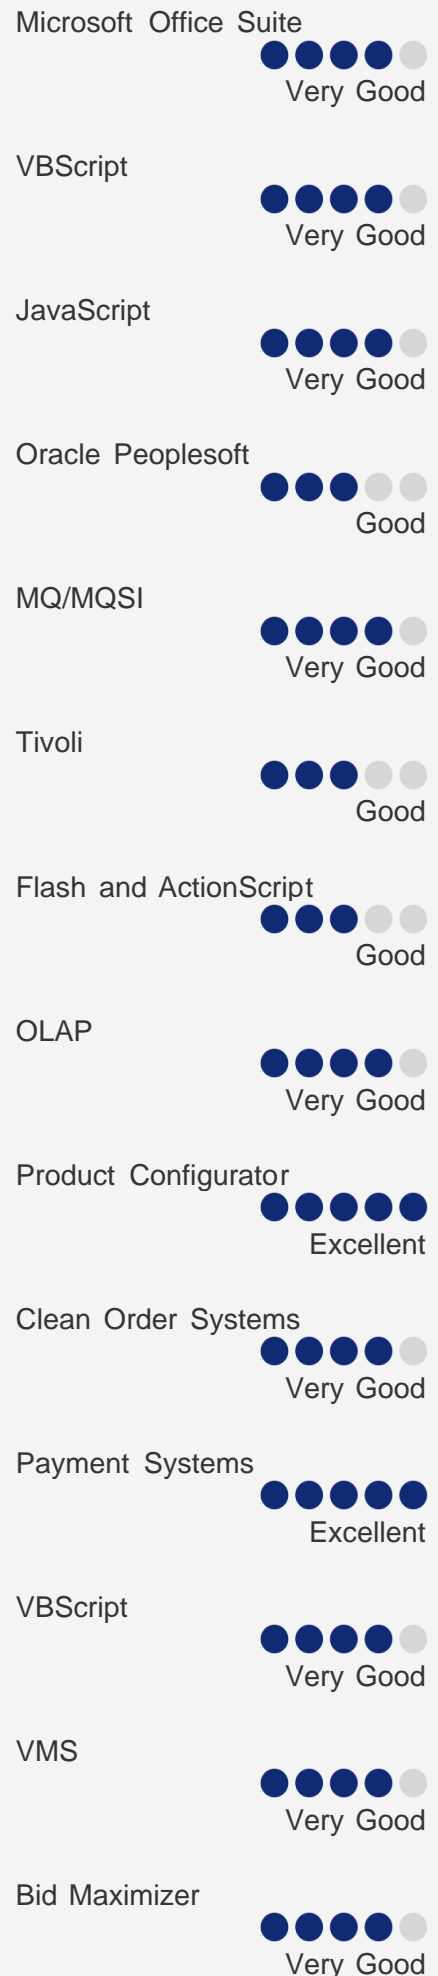 Microsoft Office Suite
Very Good
VBScript
Very Good
JavaScript
Very Good
Oracle Peoplesoft
Good
MQ/MQSI
Very Good
Tivoli
Good
Flash and ActionScript
Good
OLAP
Very Good
Product Configurator
Excellent
Clean Order Systems
Very Good
Payment Systems
Excellent
VBScript
Very Good
VMS
Very Good
Bid Maximizer
Very Good